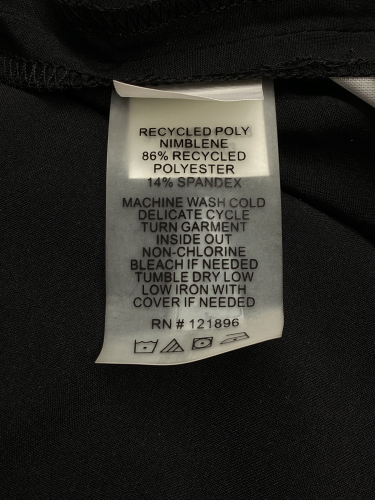 RECYCLED POLY
NIMBLENE
86% RECYCLED
POLYESTER
14% SPANDEX
MACHINE WASH COLD
DELICATE CYCLE
TURN GARMENT
INSIDE OUT
NON-CHLORINE
BLEACH IF NEEDED
TUMBLE DRY LOW
LOW IRON WITH
COVER IF NEEDED
RN # 121896